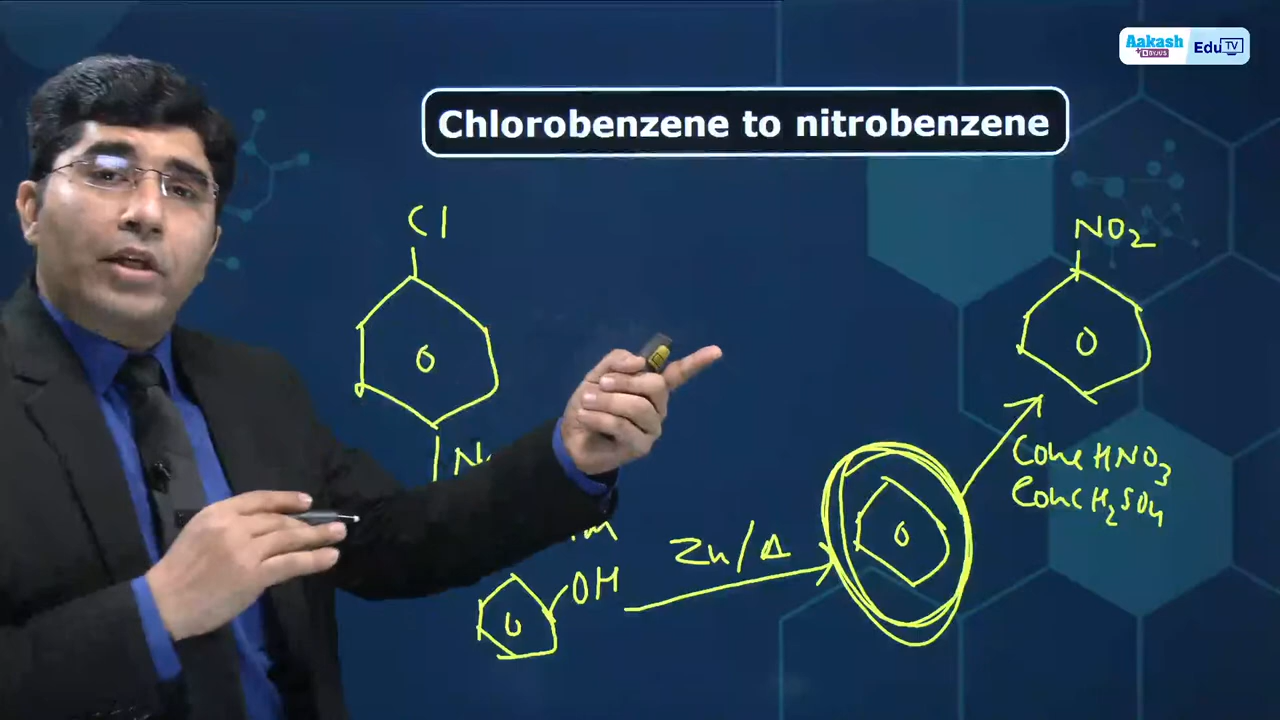 Aakash
BYJU'S
Edu TV
Chlorobenzene to nitrobenzene
Cl
NO2
Conc HNO3
Conc H2SO4
Zn/Δ
OH